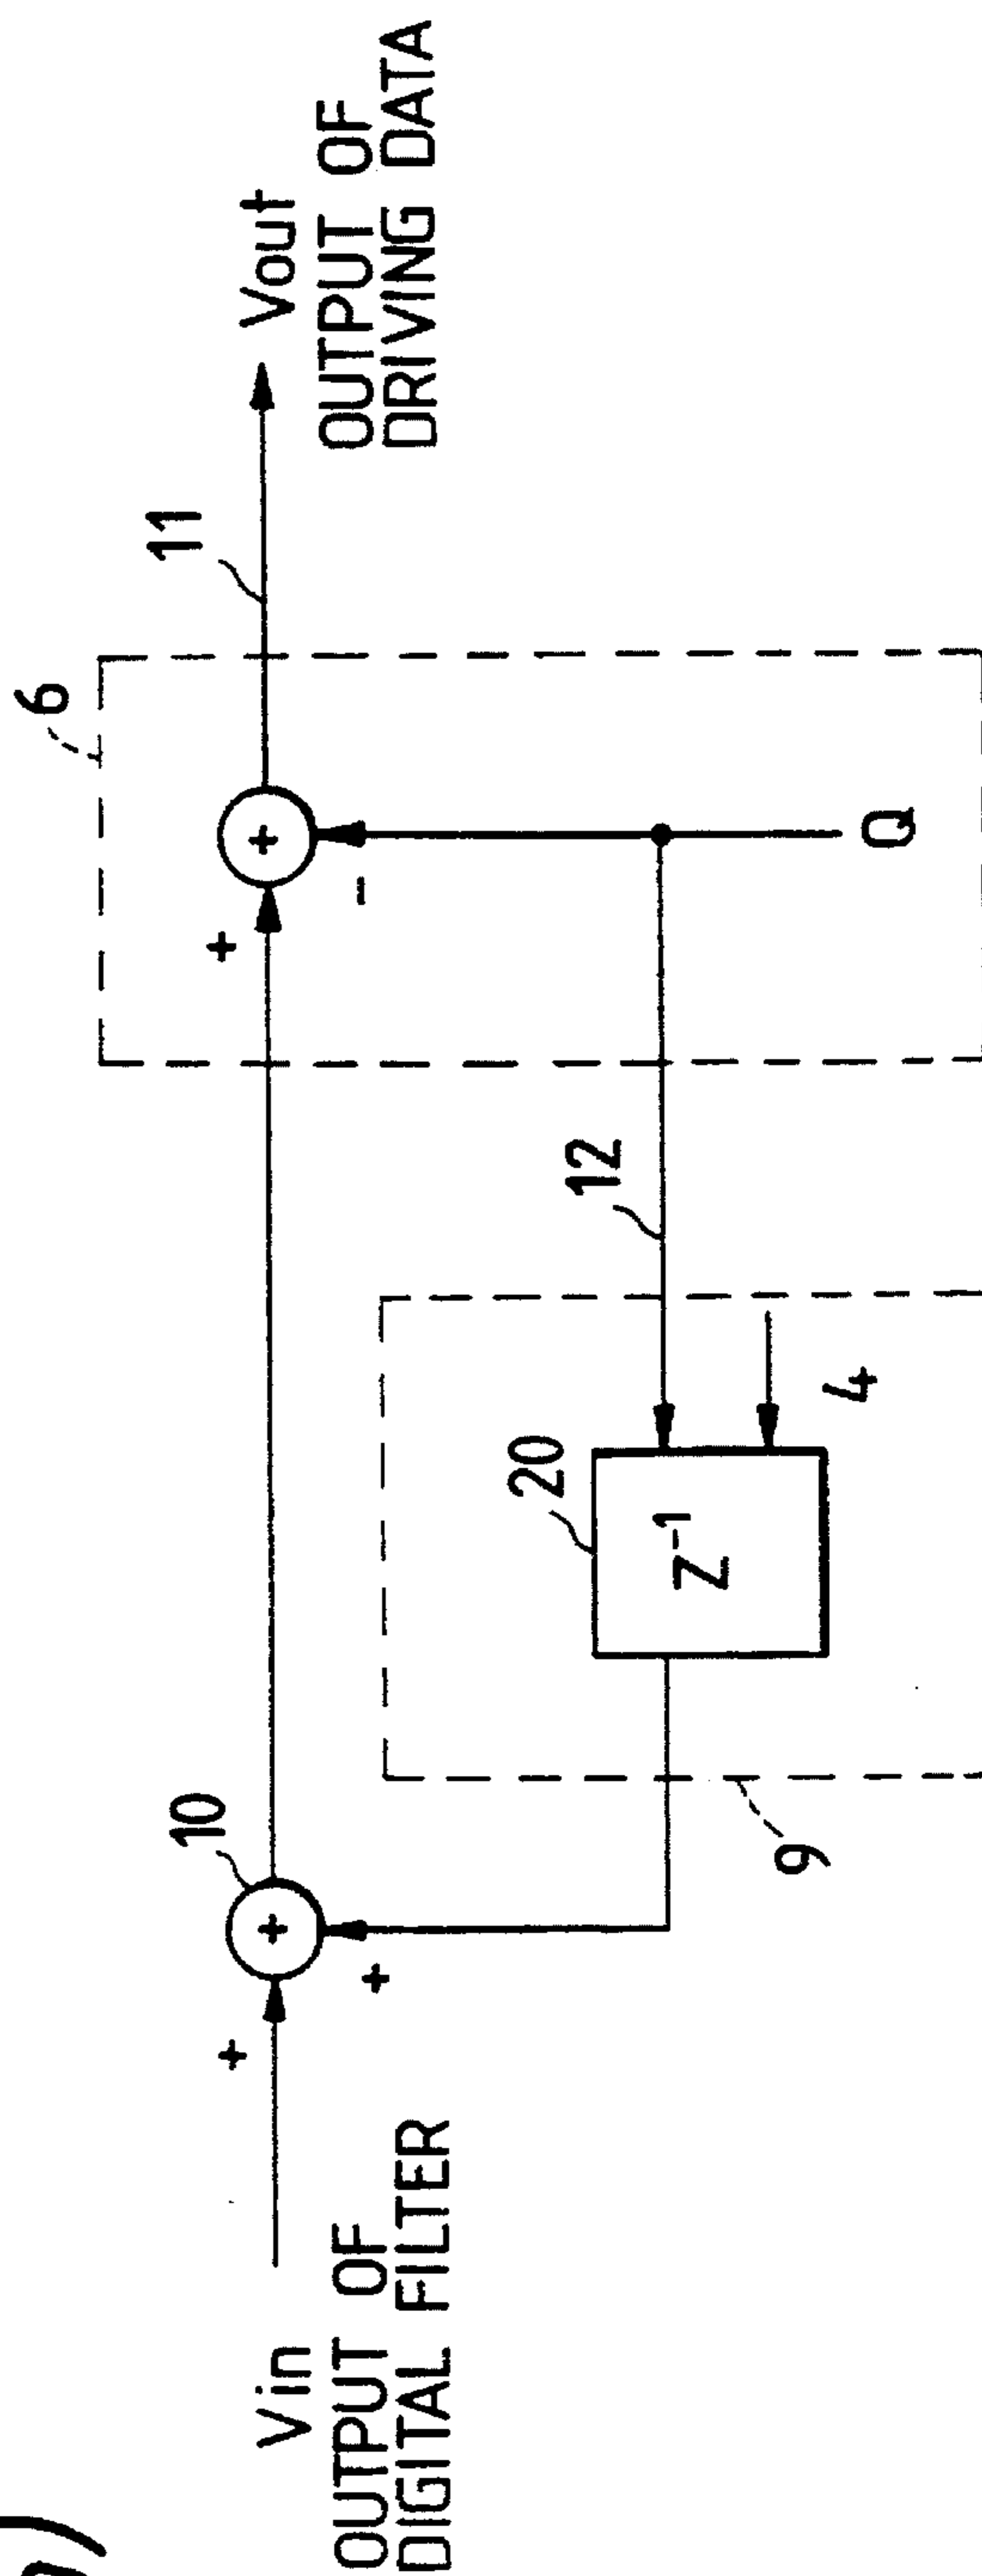 6
11
Vout
OUTPUT OF
DRIVING DATA
10
+
+
+
+
+
-
Vin
OUTPUT OF
DIGITAL FILTER
12
20
Z-1
4
Q
9